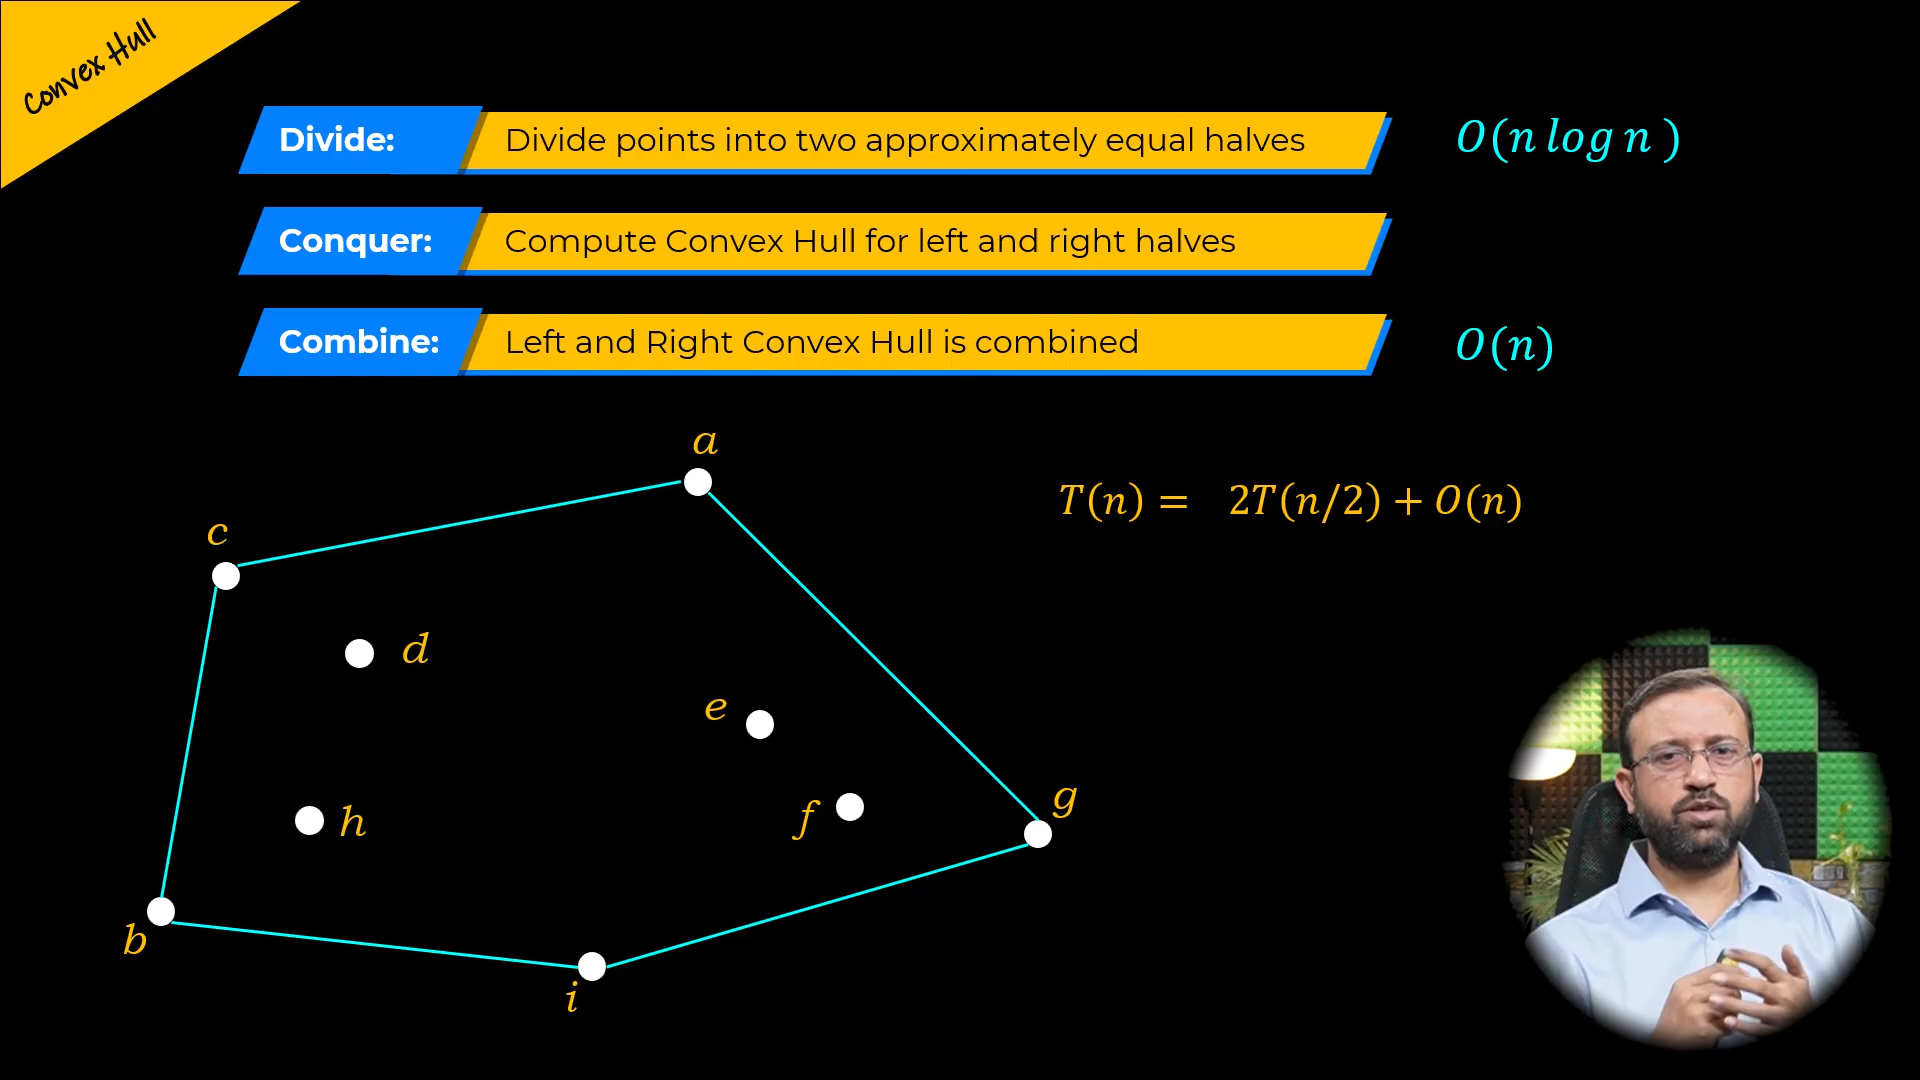 Convex Hull
Divide: Divide points into two approximately equal halves O(n log n )
Conquer: Compute Convex Hull for left and right halves
Combine: Left and Right Convex Hull is combined O(n)
a
T(n) = 2T(n/2) + O(n)
c
d
e
g
f
h
b
i